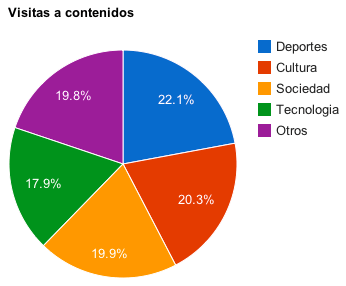 Visitas a contenidos
Deportes
Cultura
Sociedad
Tecnologia
Otros
22.1%
20.3%
19.9%
17.9%
19.8%